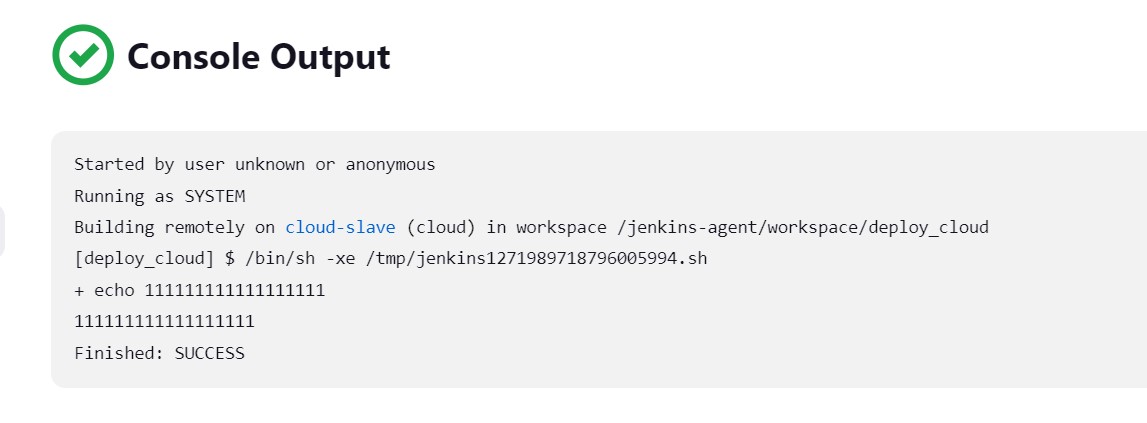 Console Output
Started by user unknown or anonymous
Running as SYSTEM
Building remotely on cloud-slave (cloud) in workspace /jenkins-agent/workspace/deploy_cloud
[deploy_cloud] $ /bin/sh -xe /tmp/jenkins1271989718796005994.sh
+ echo 111111111111111111
111111111111111111
Finished: SUCCESS